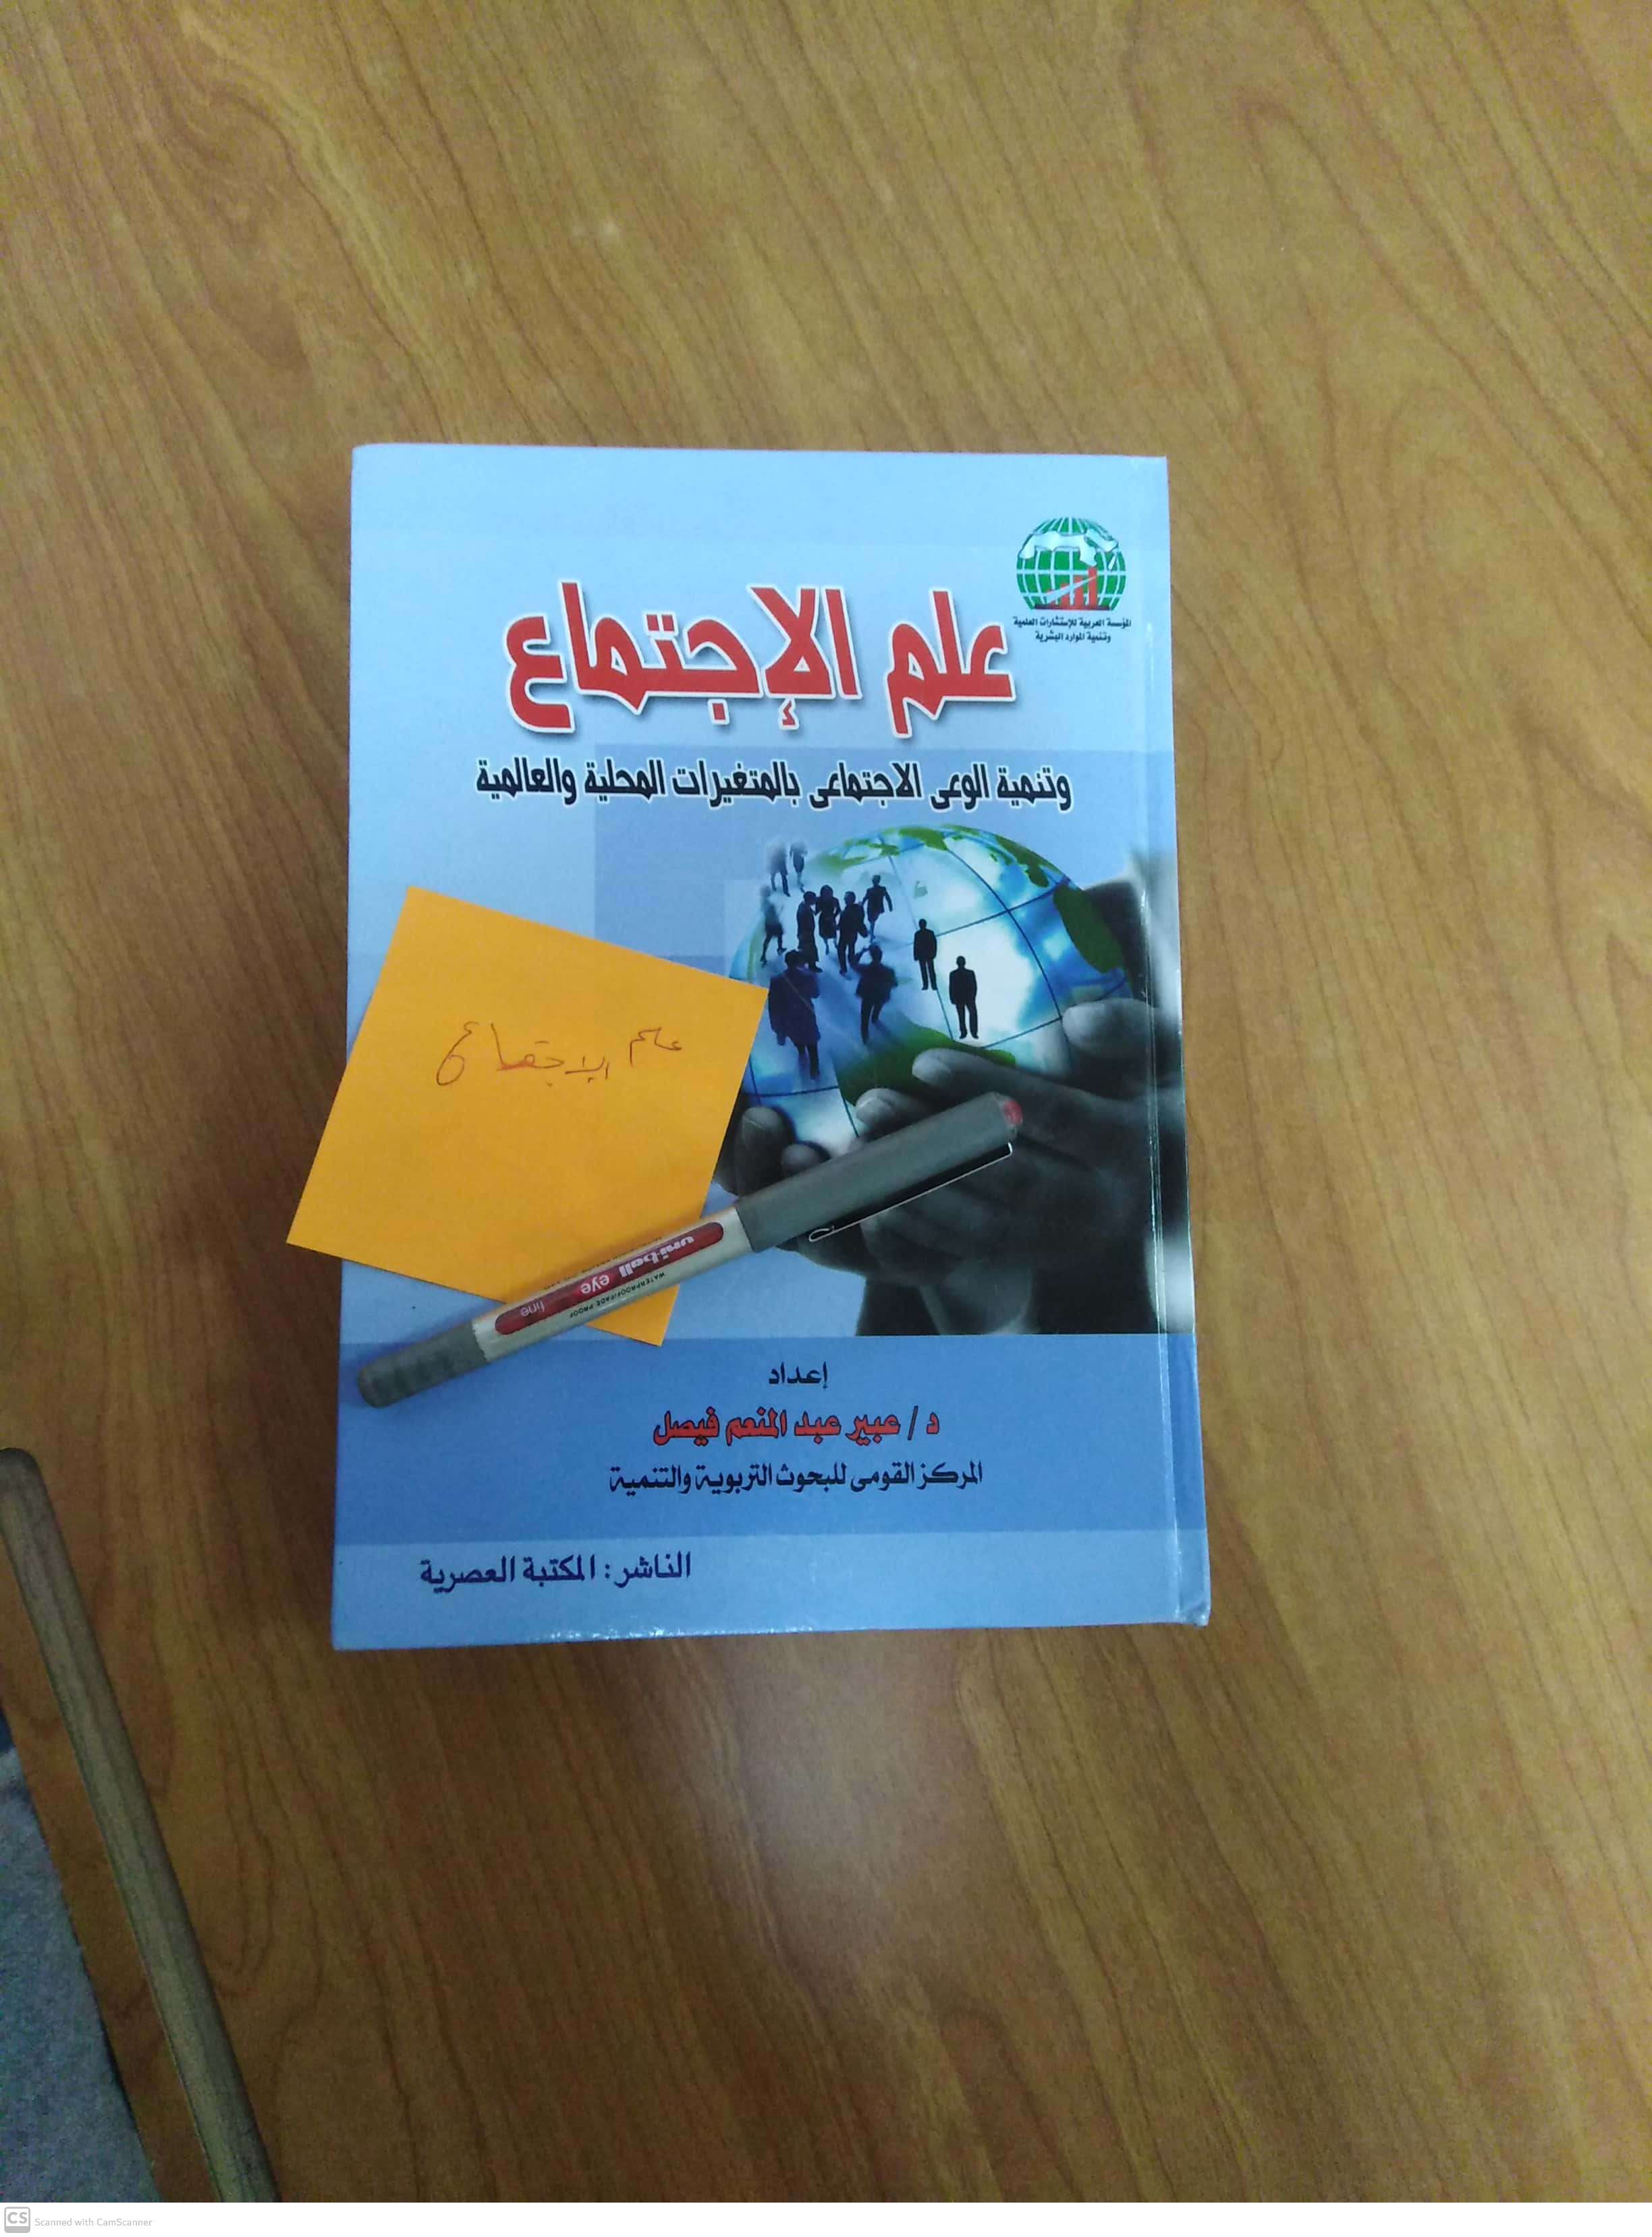 المؤسسة العربية للإستشارات العلمية
وتنمية الموارد البشرية
علم الإجتماع
وتنمية الوعى الاجتماعى بالمتغيرات المحلية والعالمية
علم الاجتماع
uni-ball eye
fine
WATERPROOF/FADE-PROOF
إعداد
د/ عبير عبد المنعم فيصل
المركز القومى للبحوث التربوية والتنمية
الناشر: المكتبة العصرية
CS Scanned with CamScanner